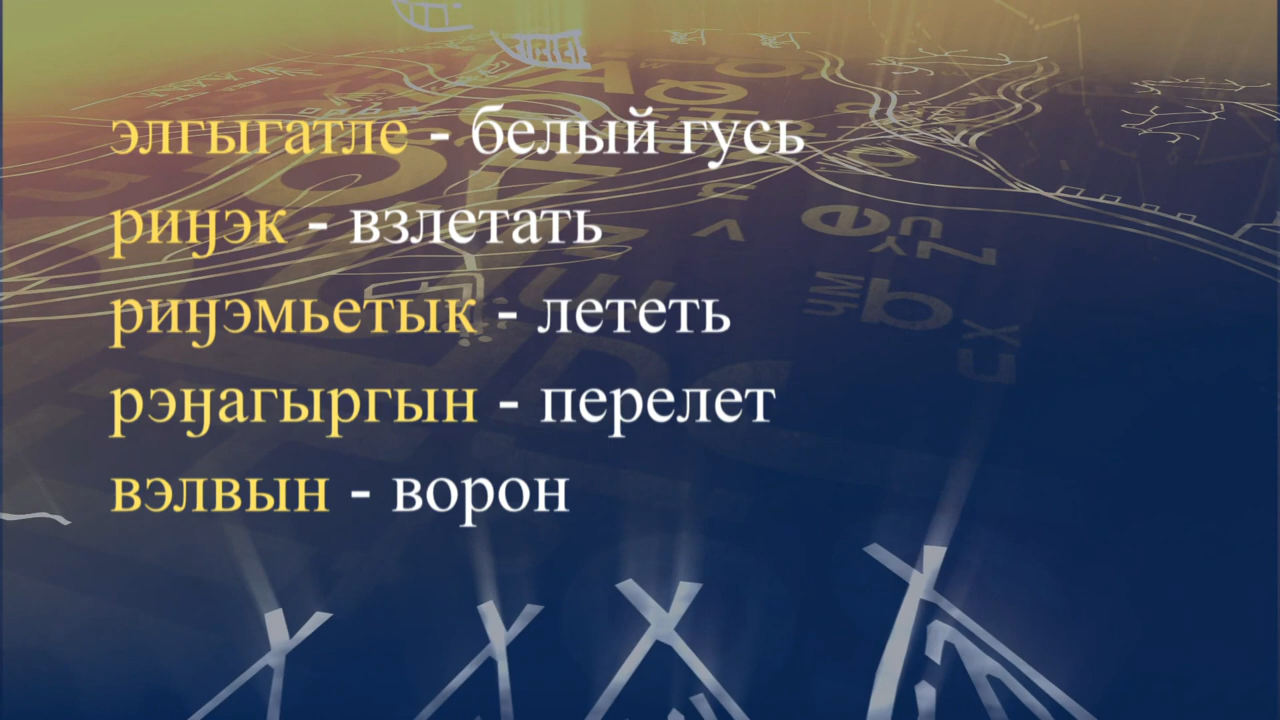 элгыгатле - белый гусь
риӈэк - взлетать
риӈэмьетык - лететь
рэӈагыргын - перелет
вэлвын - ворон